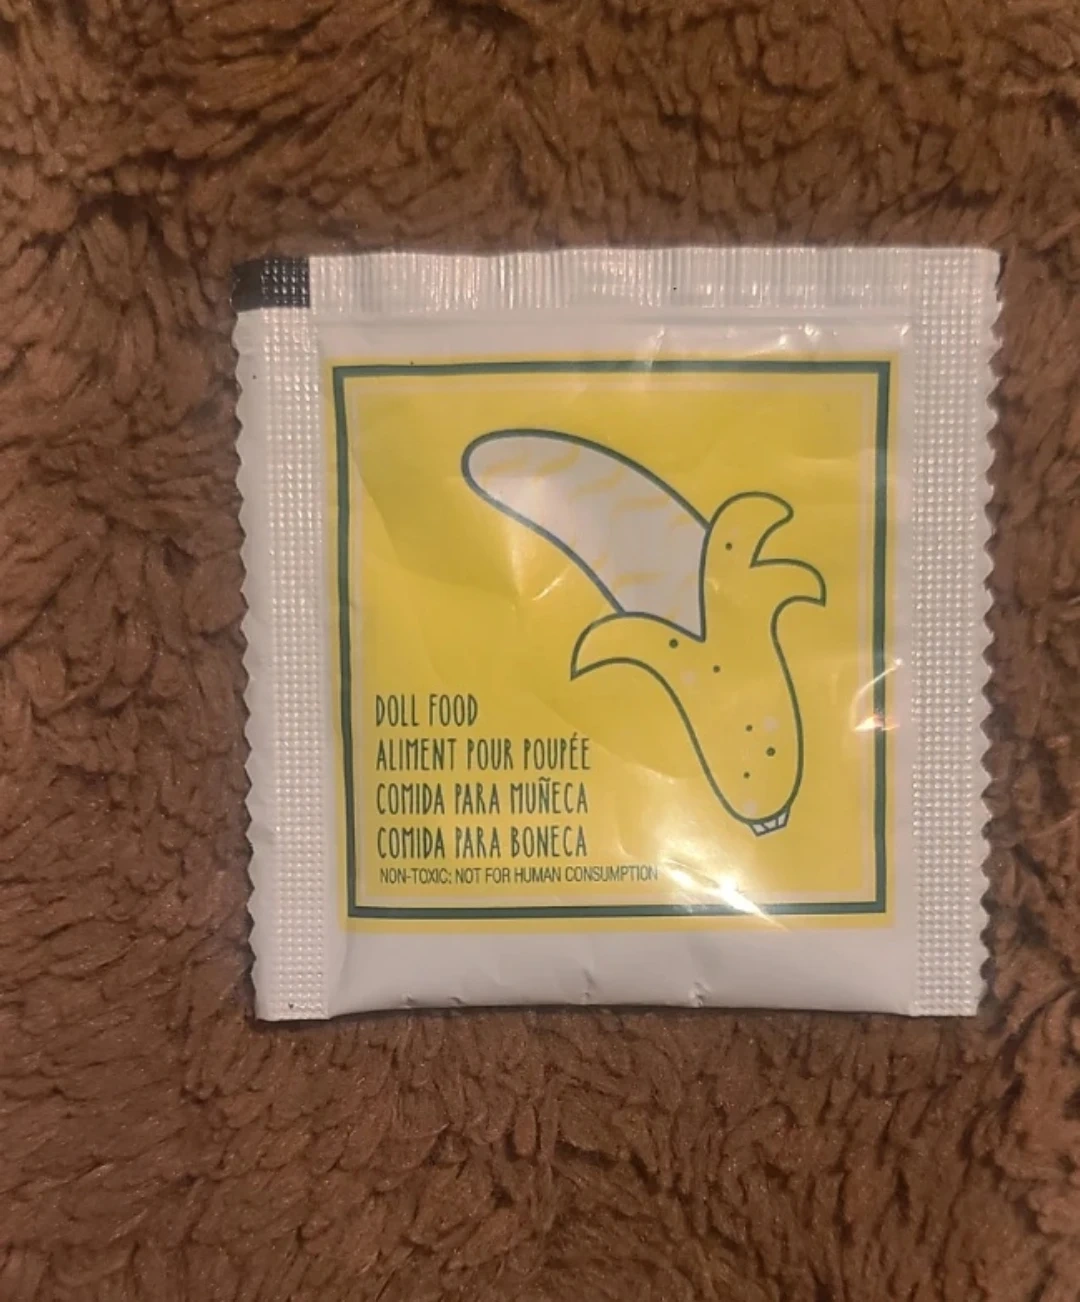 DOLL FOOD
ALIMENT POUR POUPÉE
COMIDA PARA MUÑECA
COMIDA PARA BONECA
NON-TOXIC; NOT FOR HUMAN CONSUMPTION